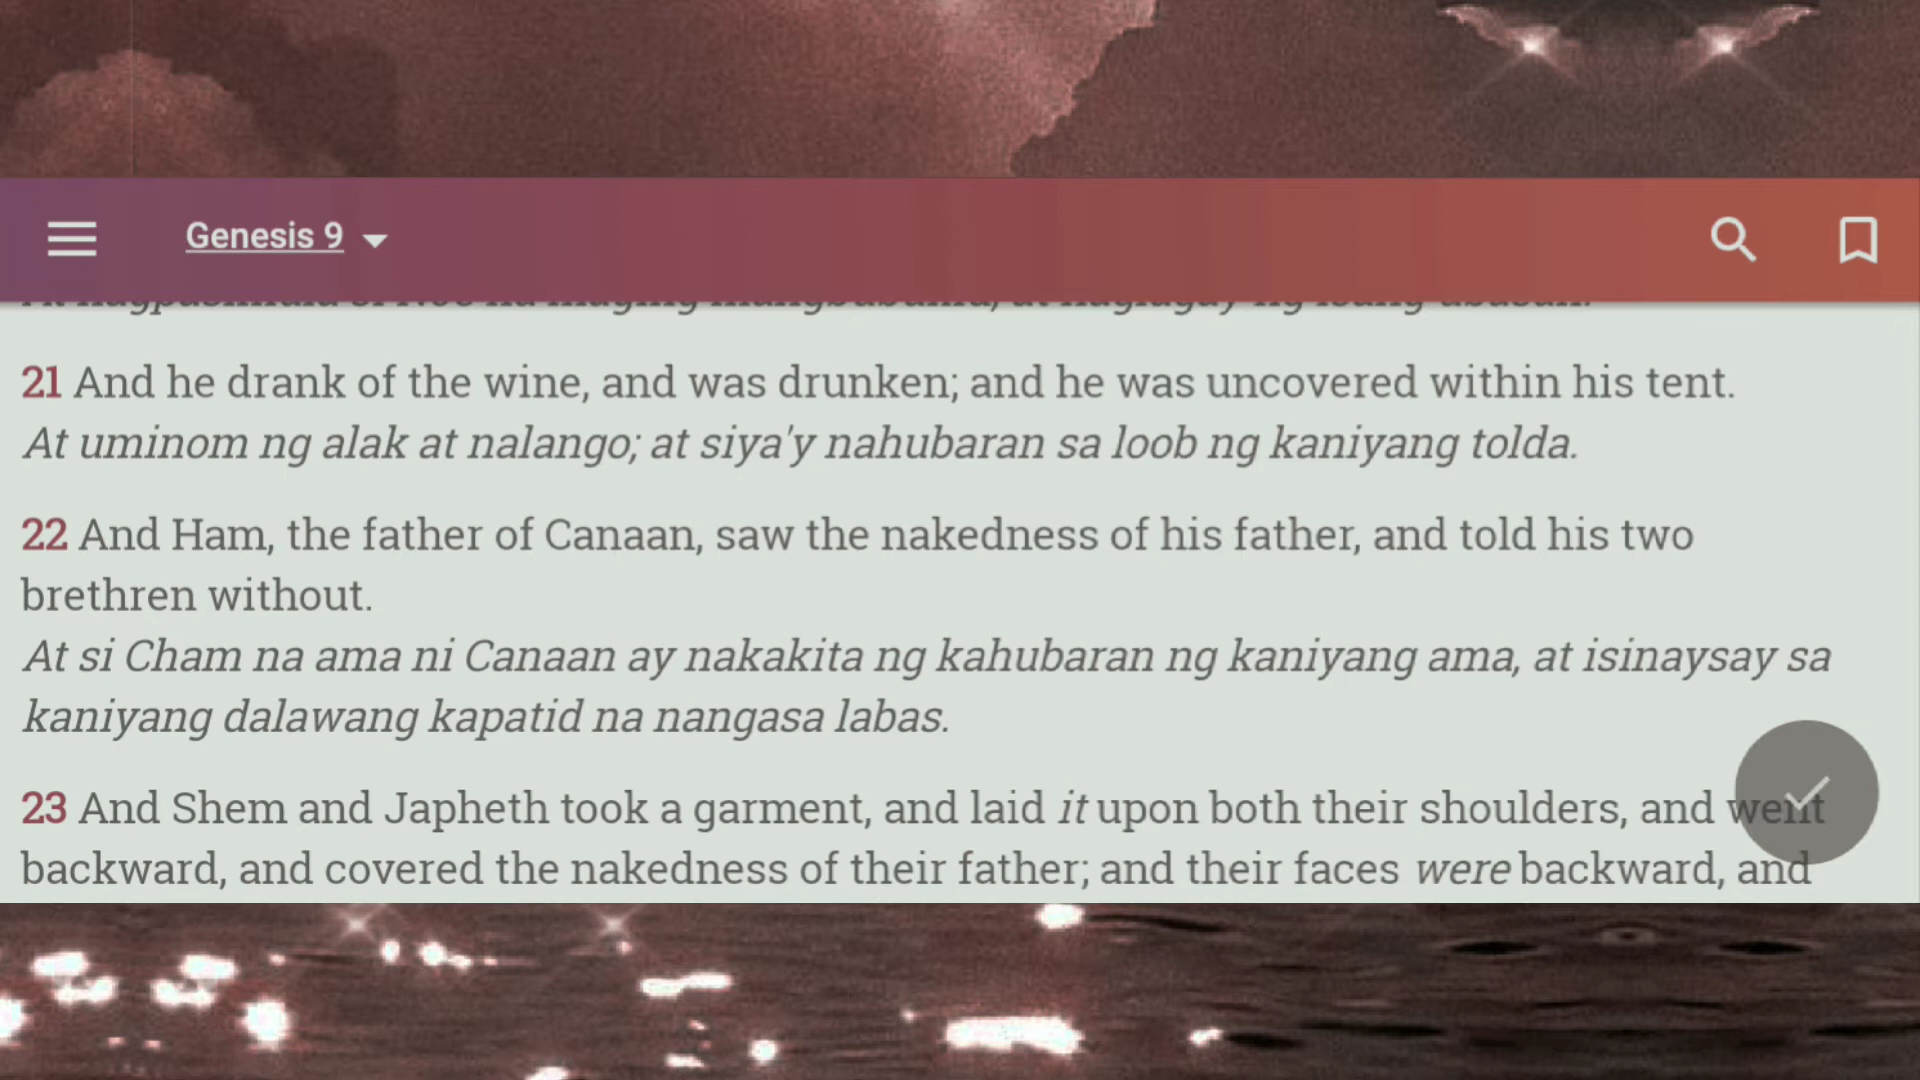 Genesis 9
21 And he drank of the wine, and was drunken; and he was uncovered within his tent.
At uminom ng alak at nalango; at siya'y nahubaran sa loob ng kaniyang tolda.
22 And Ham, the father of Canaan, saw the nakedness of his father, and told his two
brethren without.
At si Cham na ama ni Canaan ay nakakita ng kahubaran ng kaniyang ama, at isinaysay sa
kaniyang dalawang kapatid na nangasa labas.
23 And Shem and Japheth took a garment, and laid it upon both their shoulders, and went
backward, and covered the nakedness of their father; and their faces were backward, and